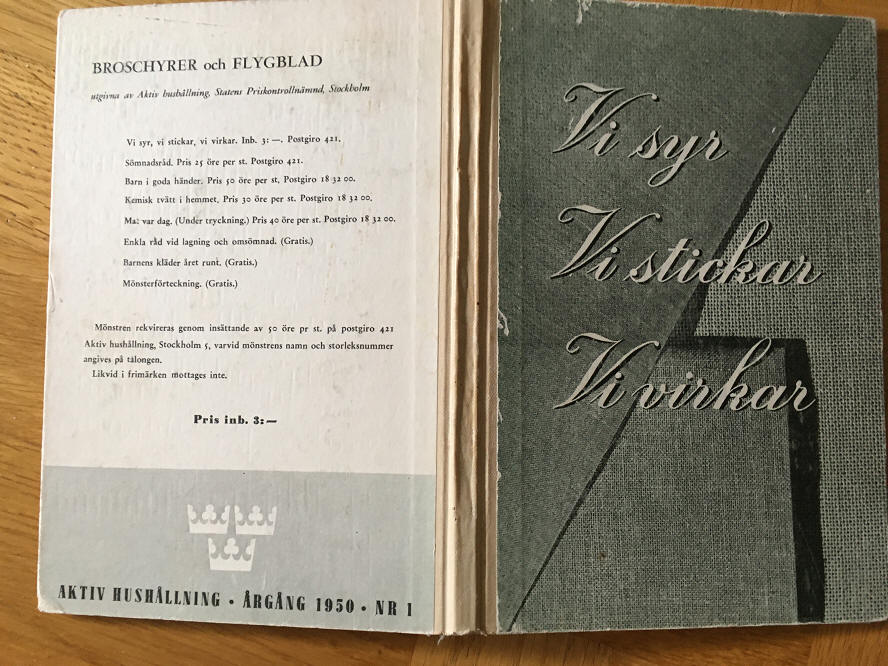 BROSCHYRER och FLYGBLAD
utgivna av Aktiv hushållning, Statens Priskontrollnämnd, Stockholm
Vi syr, vi stickar, vi virkar. Inb. 3: —. Postgiro 421.
Sömnadsråd. Pris 25 öre per st. Postgiro 421.
Barn i goda händer. Pris 50 öre per st. Postgiro 18 32 00.
Kemisk tvätt i hemmet. Pris 30 öre per st. Postgiro 18 32 00.
Mat var dag. (Under tryckning.) Pris 40 öre per st. Postgiro 18 32 00.
Enkla råd vid lagning och omsömnad. (Gratis.)
Barnens kläder året runt. (Gratis.)
Mönsterförteckning. (Gratis.)
Mönstren rekvireras genom insättande av 50 öre pr st. på postgiro 421
Aktiv hushållning, Stockholm 5, varvid mönstrens namn och storleksnummer
angives på talongen.
Likvid i frimärken mottages inte.
Pris inb. 3: —
AKTIV HUSHÅLLNING • ÅRGÅNG 1950 • NR 1
Vi syr
Vi stickar
Vi virkar